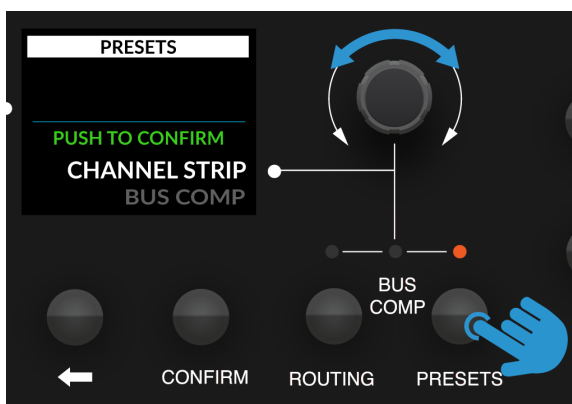 PRESETS
PUSH TO CONFIRM
CHANNEL STRIP
BUS COMP
BUS
COMP
CONFIRM
ROUTING
PRESETS